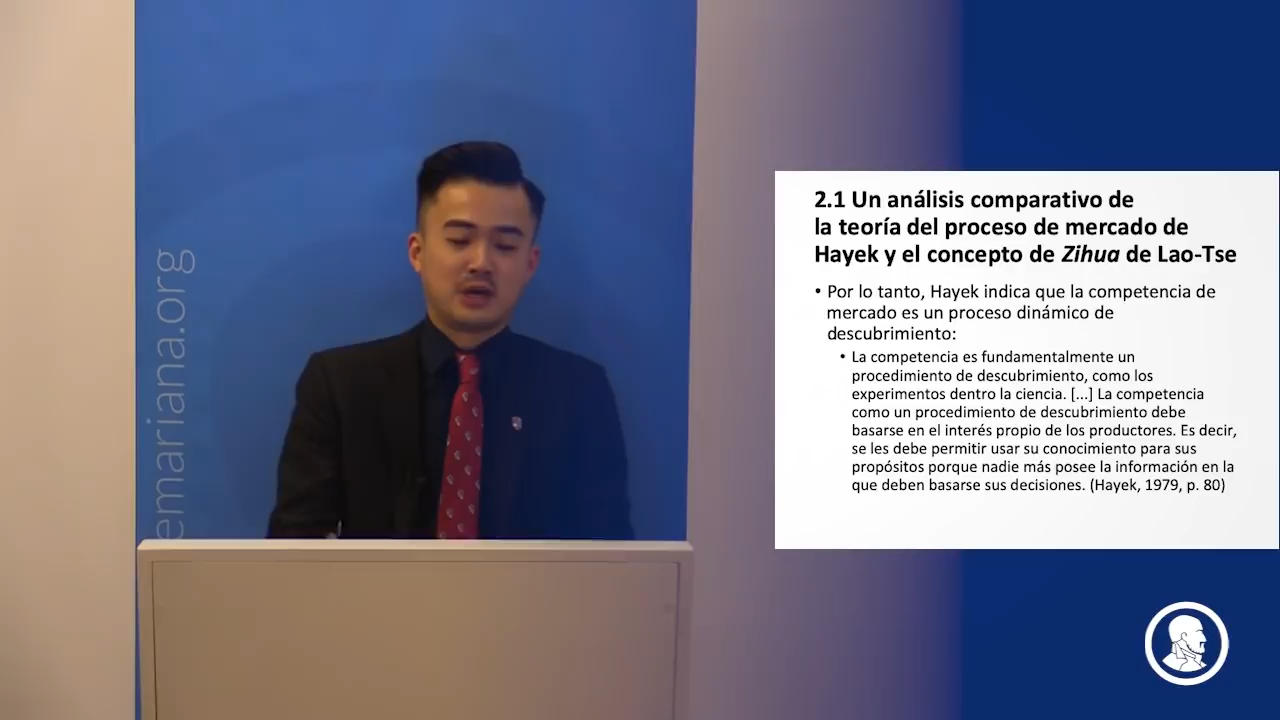 emariana.org
2.1 Un análisis comparativo de
la teoría del proceso de mercado de
Hayek y el concepto de Zihua de Lao-Tse
• Por lo tanto, Hayek indica que la competencia de
mercado es un proceso dinámico de
descubrimiento:
• La competencia es fundamentalmente un
procedimiento de descubrimiento, como los
experimentos dentro la ciencia. [...] La competencia
como un procedimiento de descubrimiento debe
basarse en el interés propio de los productores. Es decir,
se les debe permitir usar su conocimiento para sus
propósitos porque nadie más posee la información en la
que deben basarse sus decisiones. (Hayek, 1979, p. 80)